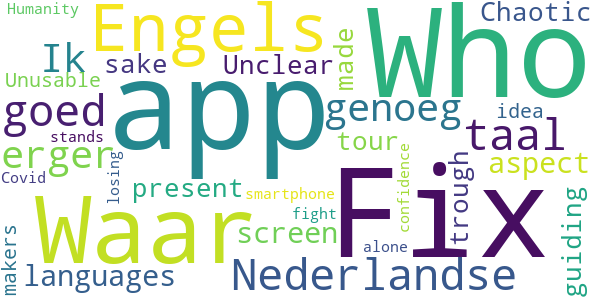 Humanity
Engels
Who
Chaotic
Ik
sake
Unclear
made
Unusable
app
goed
genoeg
idea
stands
tour
taal
erger
Covid
losing
present
Fix
confidence
trough
aspect
smartphone
guiding
Waar
fight
screen
alone
makers
languages
Nederlandse